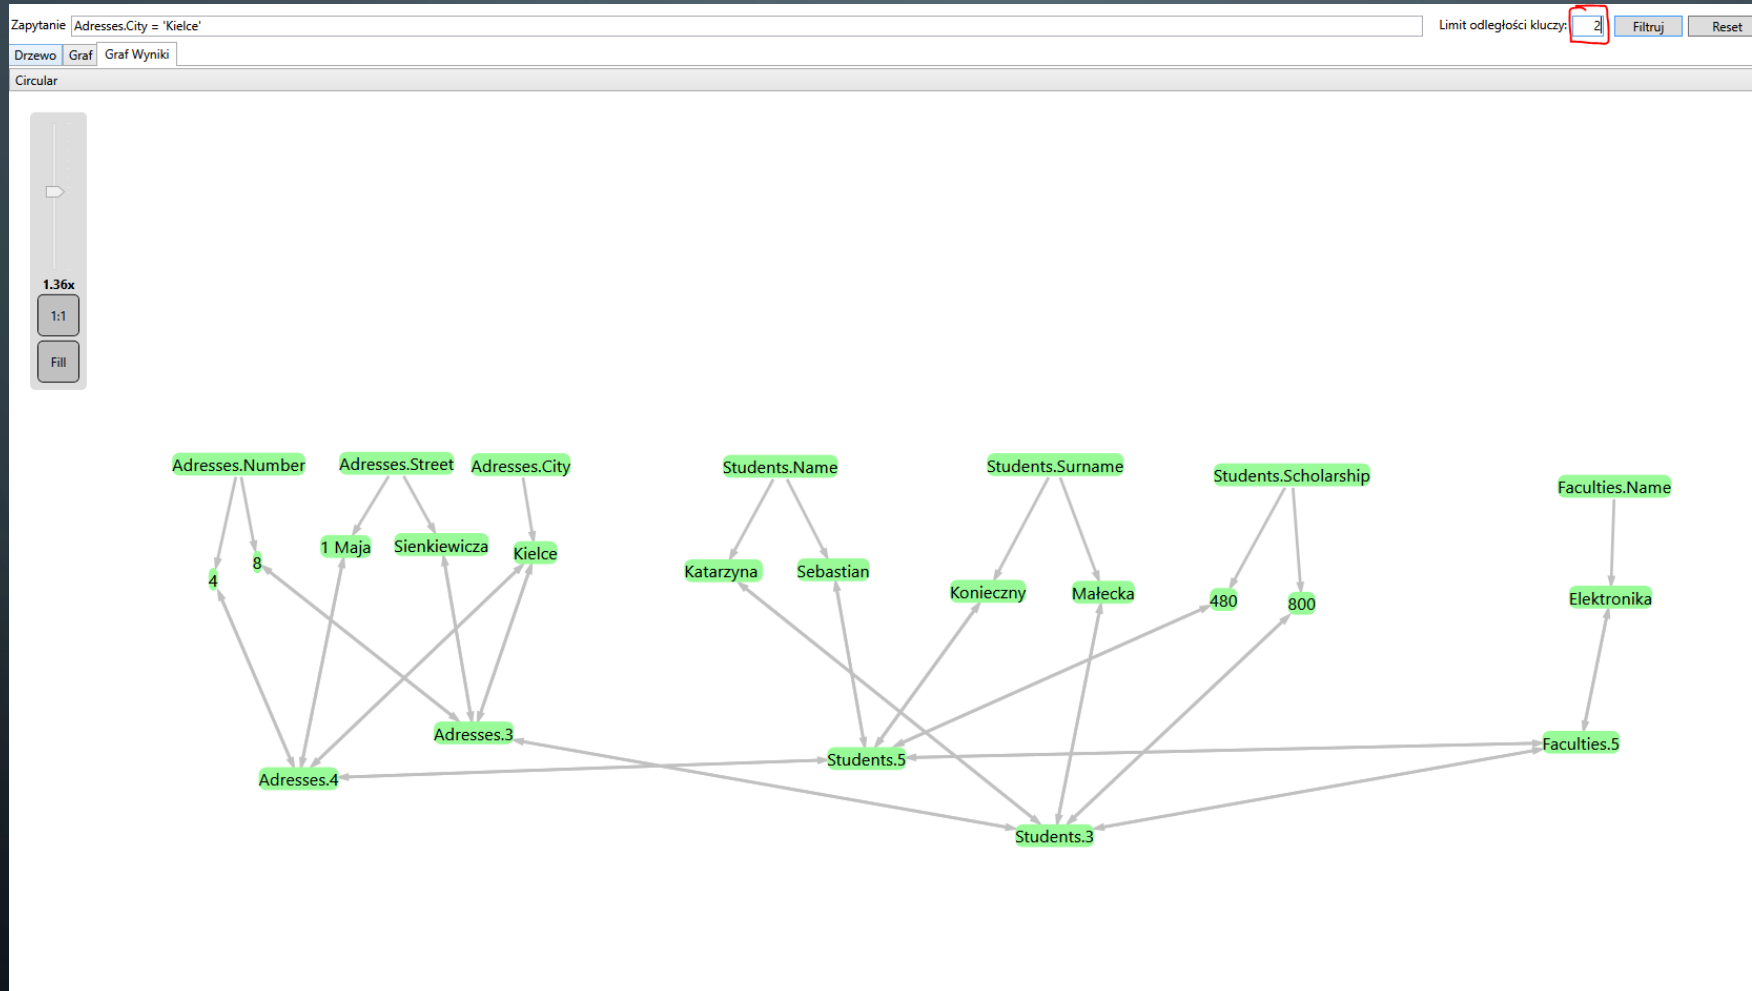 Zapytanie Adresses.City = 'Kielce' Limit odległości kluczy: 2 Filtruj Reset
Drzewo Graf Graf Wyniki
Circular
1.36x
1:1
Fill
Adresses.Number Adresses.Street Adresses.City Students.Name Students.Surname Students.Scholarship Faculties.Name
4 8 1 Maja Sienkiewicza Kielce Katarzyna Sebastian Konieczny Małecka 480 800 Elektronika
Adresses.3 Students.5 Faculties.5
Adresses.4
Students.3